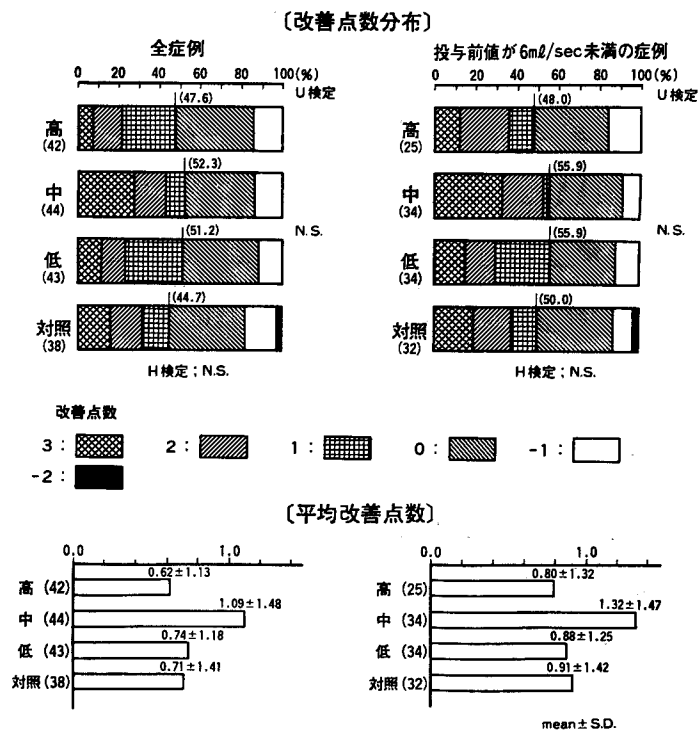 〔改善点数分布〕
全症例
投与前値が6mℓ/sec未満の症例
0 20 40 60 80 100(%)
0 20 40 60 80 100(%)
U検定
U検定
(47.6)
(48.0)
高
(42)
高
(25)
(52.3)
(55.9)
中
(44)
中
(34)
N.S.
N.S.
(51.2)
(55.9)
低
(43)
低
(34)
(44.7)
(50.0)
対照
(38)
対照
(32)
H検定;N.S.
H検定;N.S.
改善点数
3: 2: 1: 0: -1:
-2:
〔平均改善点数〕
0.0 1.0
0.0 1.0
0.62±1.13
0.80±1.32
高 (42)
高 (25)
1.09±1.48
1.32±1.47
中 (44)
中 (34)
0.74±1.18
0.88±1.25
低 (43)
低 (34)
0.71±1.41
0.91±1.42
対照(38)
対照(32)
mean±S.D.